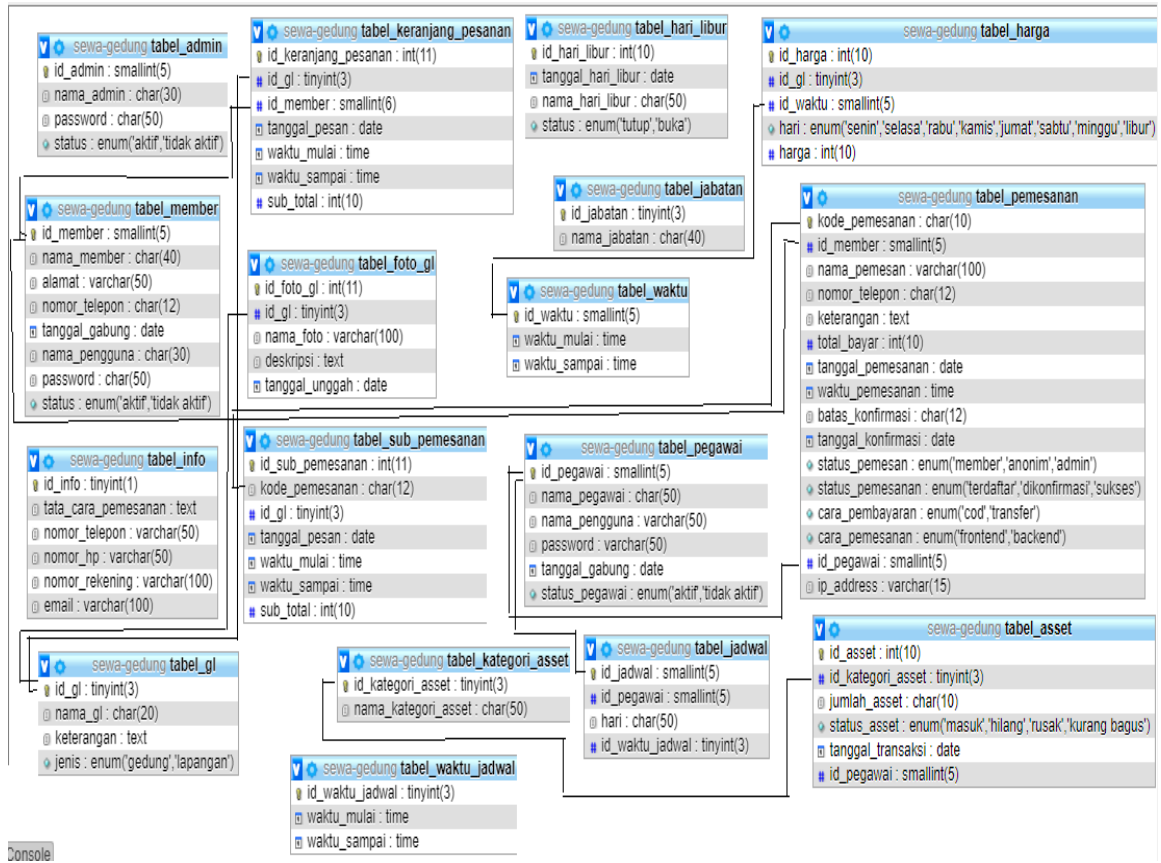 sewa-gedung tabel_admin
id_admin : smallint(5)
nama_admin : char(30)
password : char(50)
status : enum('aktif','tidak aktif')
sewa-gedung tabel_keranjang_pesanan
id_keranjang_pesanan : int(11)
id_gl : tinyint(3)
id_member : smallint(6)
tanggal_pesan : date
waktu_mulai : time
waktu_sampai : time
sub_total : int(10)
sewa-gedung tabel_hari_libur
id_hari_libur : int(10)
tanggal_hari_libur : date
nama_hari_libur : char(50)
status : enum('tutup','buka')
sewa-gedung tabel_harga
id_harga : int(10)
id_gl : tinyint(3)
id_waktu : smallint(5)
hari : enum('senin','selasa','rabu','kamis','jumat','sabtu','minggu','libur')
harga : int(10)
sewa-gedung tabel_member
id_member : smallint(5)
nama_member : char(40)
alamat : varchar(50)
nomor_telepon : char(12)
tanggal_gabung : date
nama_pengguna : char(30)
password : char(50)
status : enum('aktif','tidak aktif')
sewa-gedung tabel_foto_gl
id_foto_gl : int(11)
id_gl : tinyint(3)
nama_foto : varchar(100)
deskripsi : text
tanggal_unggah : date
sewa-gedung tabel_jabatan
id_jabatan : tinyint(3)
nama_jabatan : char(40)
sewa-gedung tabel_waktu
id_waktu : smallint(5)
waktu_mulai : time
waktu_sampai : time
sewa-gedung tabel_pemesanan
kode_pemesanan : char(10)
id_member : smallint(5)
nama_pemesan : varchar(100)
nomor_telepon : char(12)
keterangan : text
total_bayar : int(10)
tanggal_pemesanan : date
waktu_pemesanan : time
batas_konfirmasi : char(12)
tanggal_konfirmasi : date
status_pemesan : enum('member','anonim','admin')
status_pemesanan : enum('terdaftar','dikonfirmasi','sukses')
cara_pembayaran : enum('cod','transfer')
cara_pemesanan : enum('frontend','backend')
id_pegawai : smallint(5)
ip_address : varchar(15)
sewa-gedung tabel_info
id_info : tinyint(1)
tata_cara_pemesanan : text
nomor_telepon : varchar(50)
nomor_hp : varchar(50)
nomor_rekening : varchar(100)
email : varchar(100)
sewa-gedung tabel_sub_pemesanan
id_sub_pemesanan : int(11)
kode_pemesanan : char(12)
id_gl : tinyint(3)
tanggal_pesan : date
waktu_mulai : time
waktu_sampai : time
sub_total : int(10)
sewa-gedung tabel_pegawai
id_pegawai : smallint(5)
nama_pegawai : char(50)
nama_pengguna : varchar(50)
password : varchar(50)
tanggal_gabung : date
status_pegawai : enum('aktif','tidak aktif')
sewa-gedung tabel_gl
id_gl : tinyint(3)
nama_gl : char(20)
keterangan : text
jenis : enum('gedung','lapangan')
sewa-gedung tabel_kategori_asset
id_kategori_asset : tinyint(3)
nama_kategori_asset : char(50)
sewa-gedung tabel_jadwal
id_jadwal : smallint(5)
id_pegawai : smallint(5)
hari : char(50)
id_waktu_jadwal : tinyint(3)
sewa-gedung tabel_asset
id_asset : int(10)
id_kategori_asset : tinyint(3)
jumlah_asset : char(10)
status_asset : enum('masuk','hilang','rusak','kurang bagus')
tanggal_transaksi : date
id_pegawai : smallint(5)
sewa-gedung tabel_waktu_jadwal
id_waktu_jadwal : tinyint(3)
waktu_mulai : time
waktu_sampai : time
Console